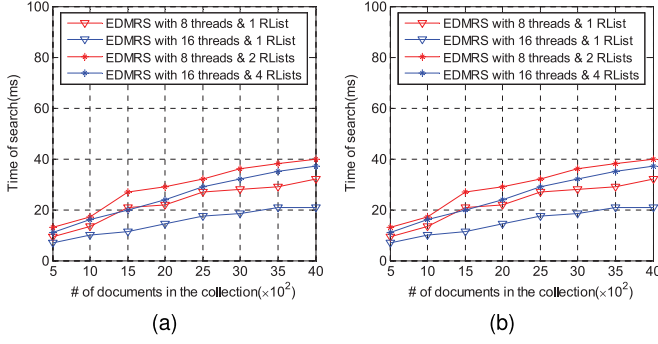 100
80
60
40
20
0
Time of search(ms)
EDMRS with 8 threads & 1 RList
EDMRS with 16 threads & 1 RList
EDMRS with 8 threads & 2 RLists
EDMRS with 16 threads & 4 RLists
5 10 15 20 25 30 35 40
# of documents in the collection(×10²)
(a)
100
80
60
40
20
0
Time of search(ms)
EDMRS with 8 threads & 1 RList
EDMRS with 16 threads & 1 RList
EDMRS with 8 threads & 2 RLists
EDMRS with 16 threads & 4 RLists
5 10 15 20 25 30 35 40
# of documents in the collection(×10²)
(b)